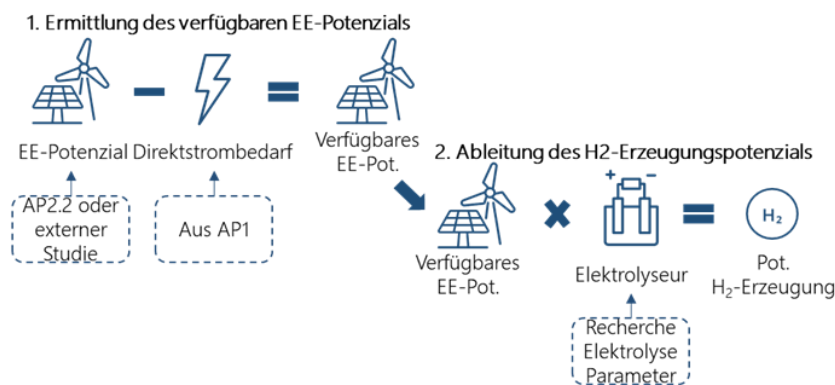 1. Ermittlung des verfügbaren EE-Potenzials
EE-Potenzial
Direktstrombedarf
Verfügbares
EE-Pot.
AP2.2 oder
externer
Studie
Aus AP1
2. Ableitung des H2-Erzeugungspotenzials
+ −
H₂
Verfügbares
EE-Pot.
Elektrolyseur
Pot.
H₂-Erzeugung
Recherche
Elektrolyse
Parameter